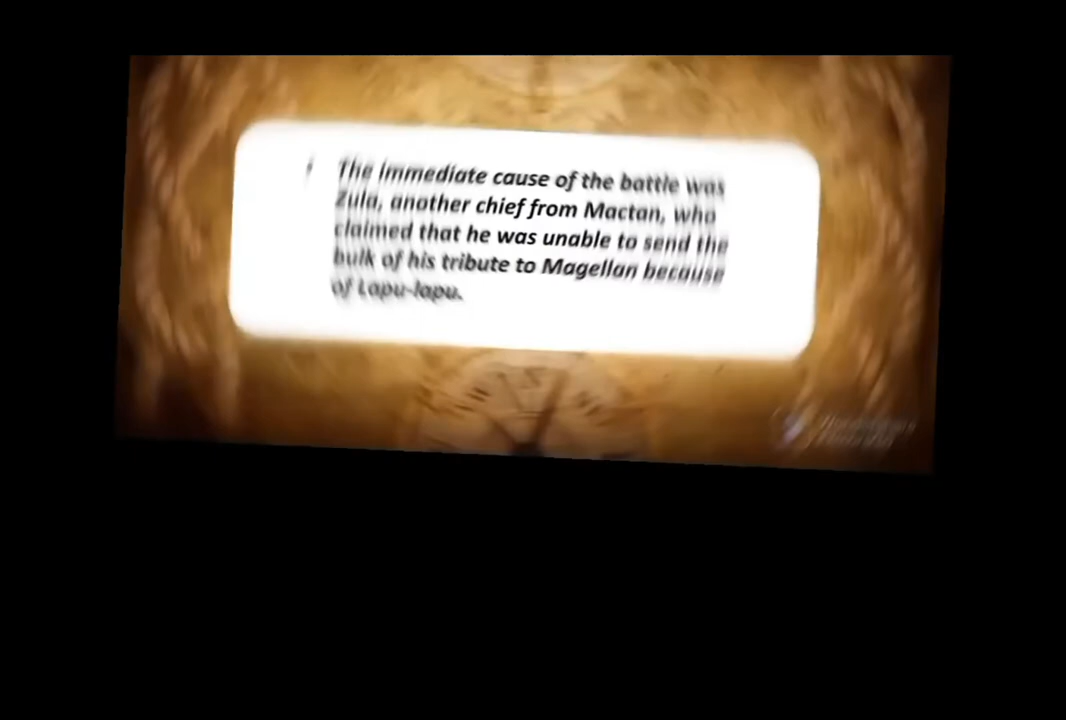 The immediate cause of the battle was
Zula, another chief from Mactan, who
claimed that he was unable to send the
bulk of his tribute to Magellan because
of Lapu-lapu.